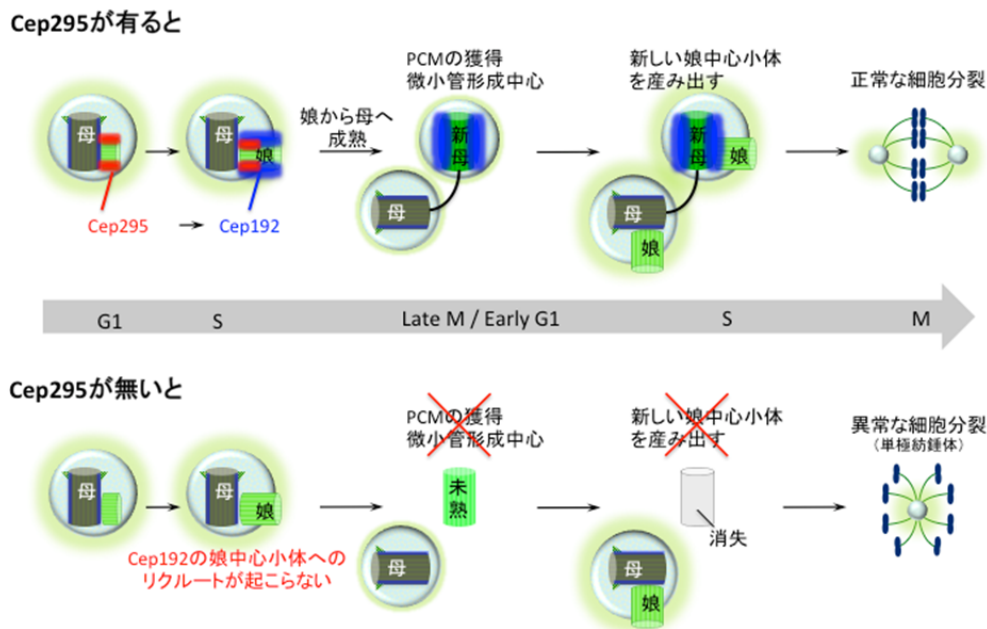 Cep295が有ると
PCMの獲得
微小管形成中心
新しい娘中心小体
を産み出す
正常な細胞分裂
娘から母へ
成熟
母
母
娘
新
母
母
新
母
娘
母
娘
Cep295
Cep192
G1
S
Late M / Early G1
S
M
Cep295が無いと
PCMの獲得
微小管形成中心
新しい娘中心小体
を産み出す
異常な細胞分裂
(単極紡錘体)
母
母
娘
未
熟
母
消失
母
娘
Cep192の娘中心小体への
リクルートが起こらない